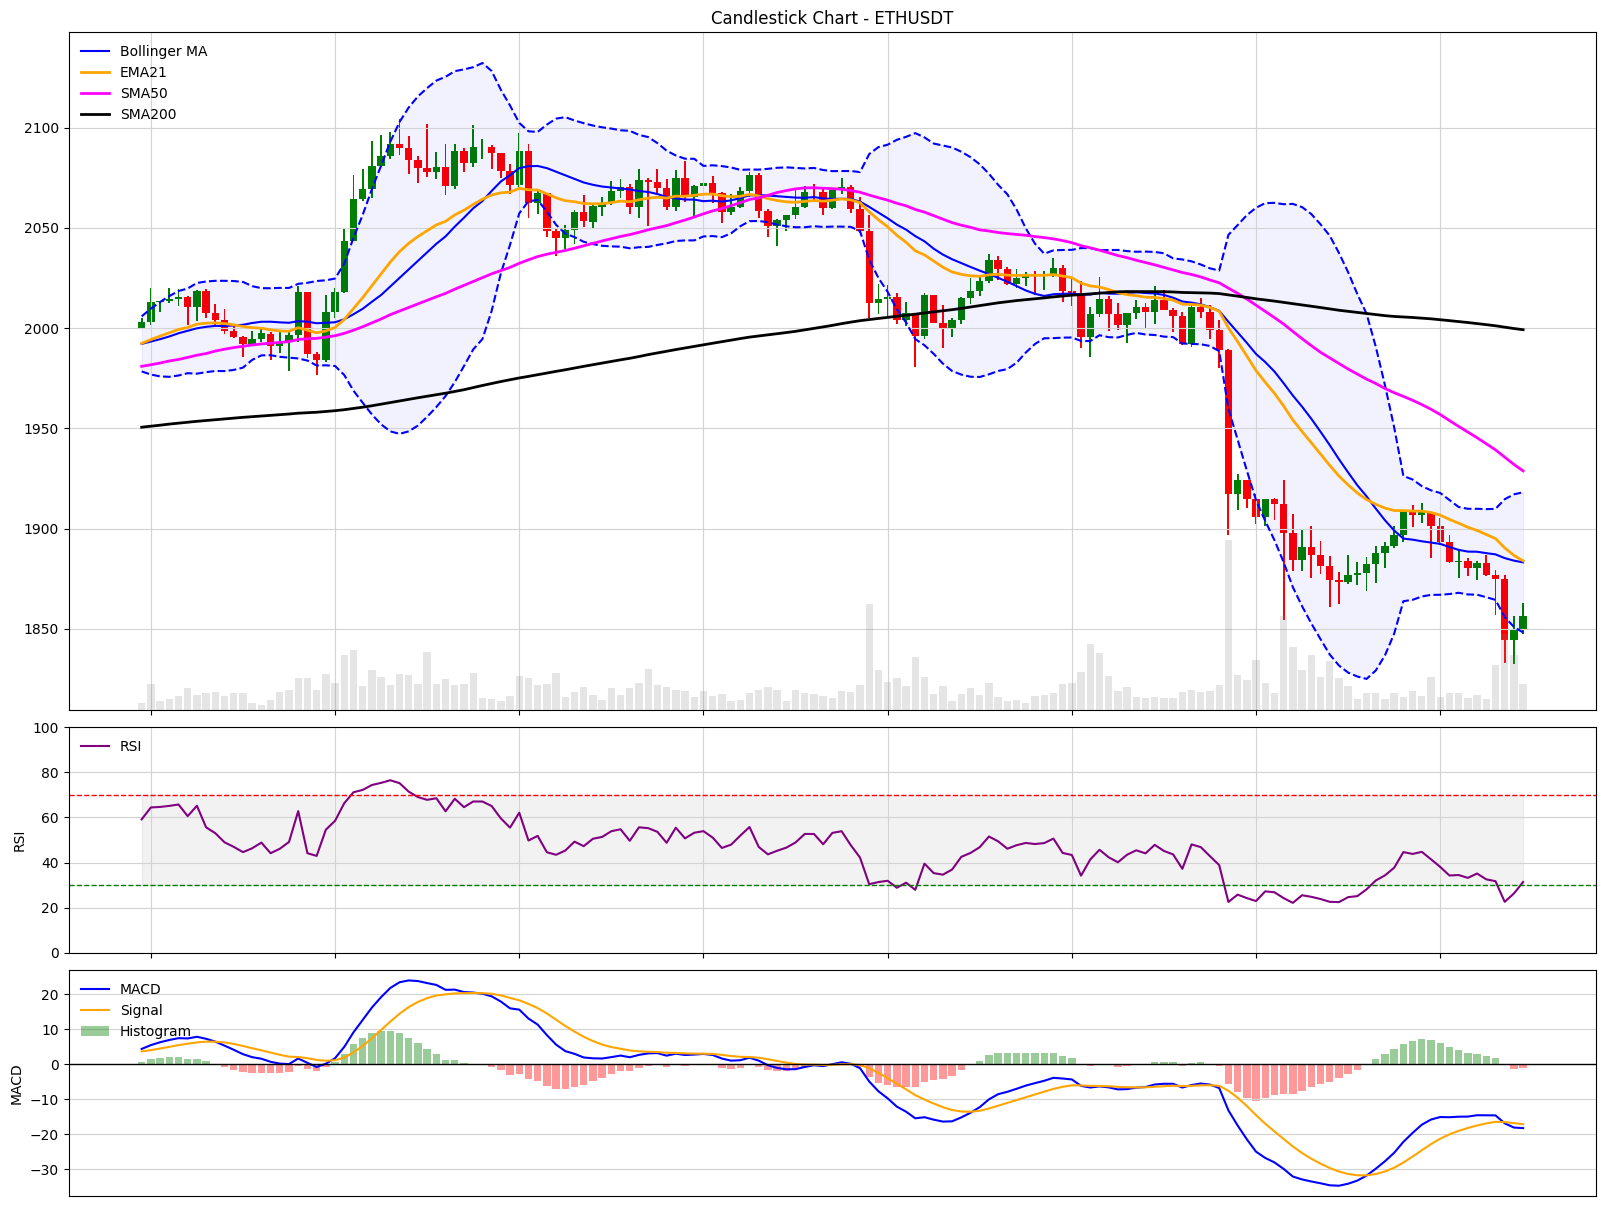 Candlestick Chart - ETHUSDT
Bollinger MA
EMA21
SMA50
SMA200
2100
2050
2000
1950
1900
1850
100
80
60
40
20
0
RSI
RSI
20
10
0
−10
−20
−30
MACD
MACD
Signal
Histogram